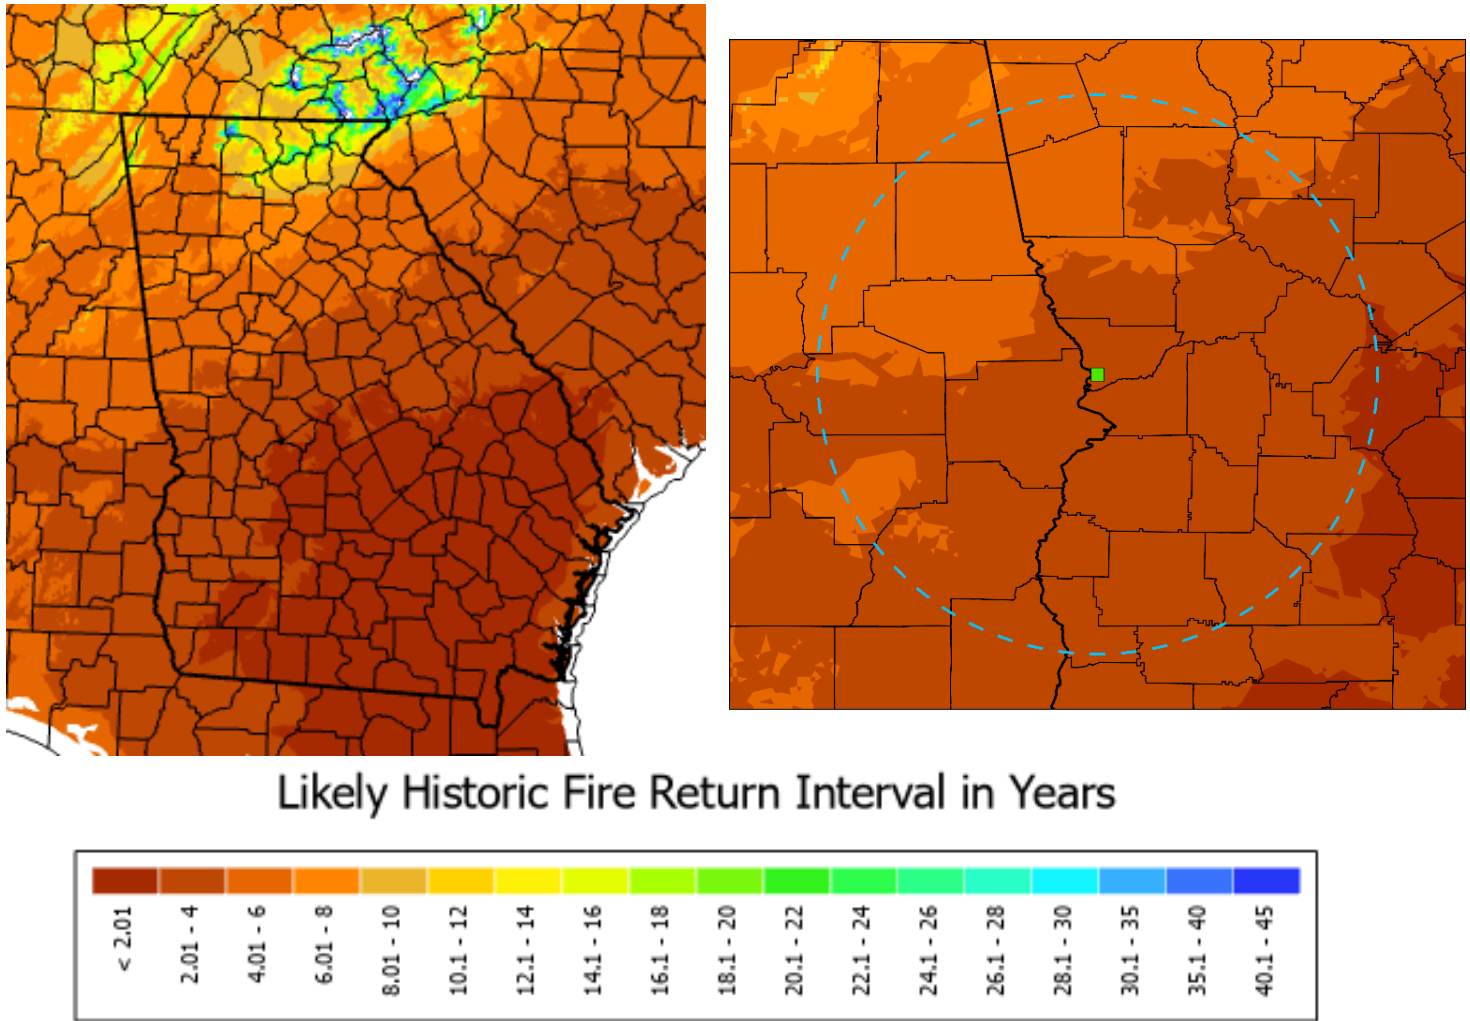 Likely Historic Fire Return Interval in Years
< 2.01
2.01 - 4
4.01 - 6
6.01 - 8
8.01 - 10
10.1 - 12
12.1 - 14
14.1 - 16
16.1 - 18
18.1 - 20
20.1 - 22
22.1 - 24
24.1 - 26
26.1 - 28
28.1 - 30
30.1 - 35
35.1 - 40
40.1 - 45